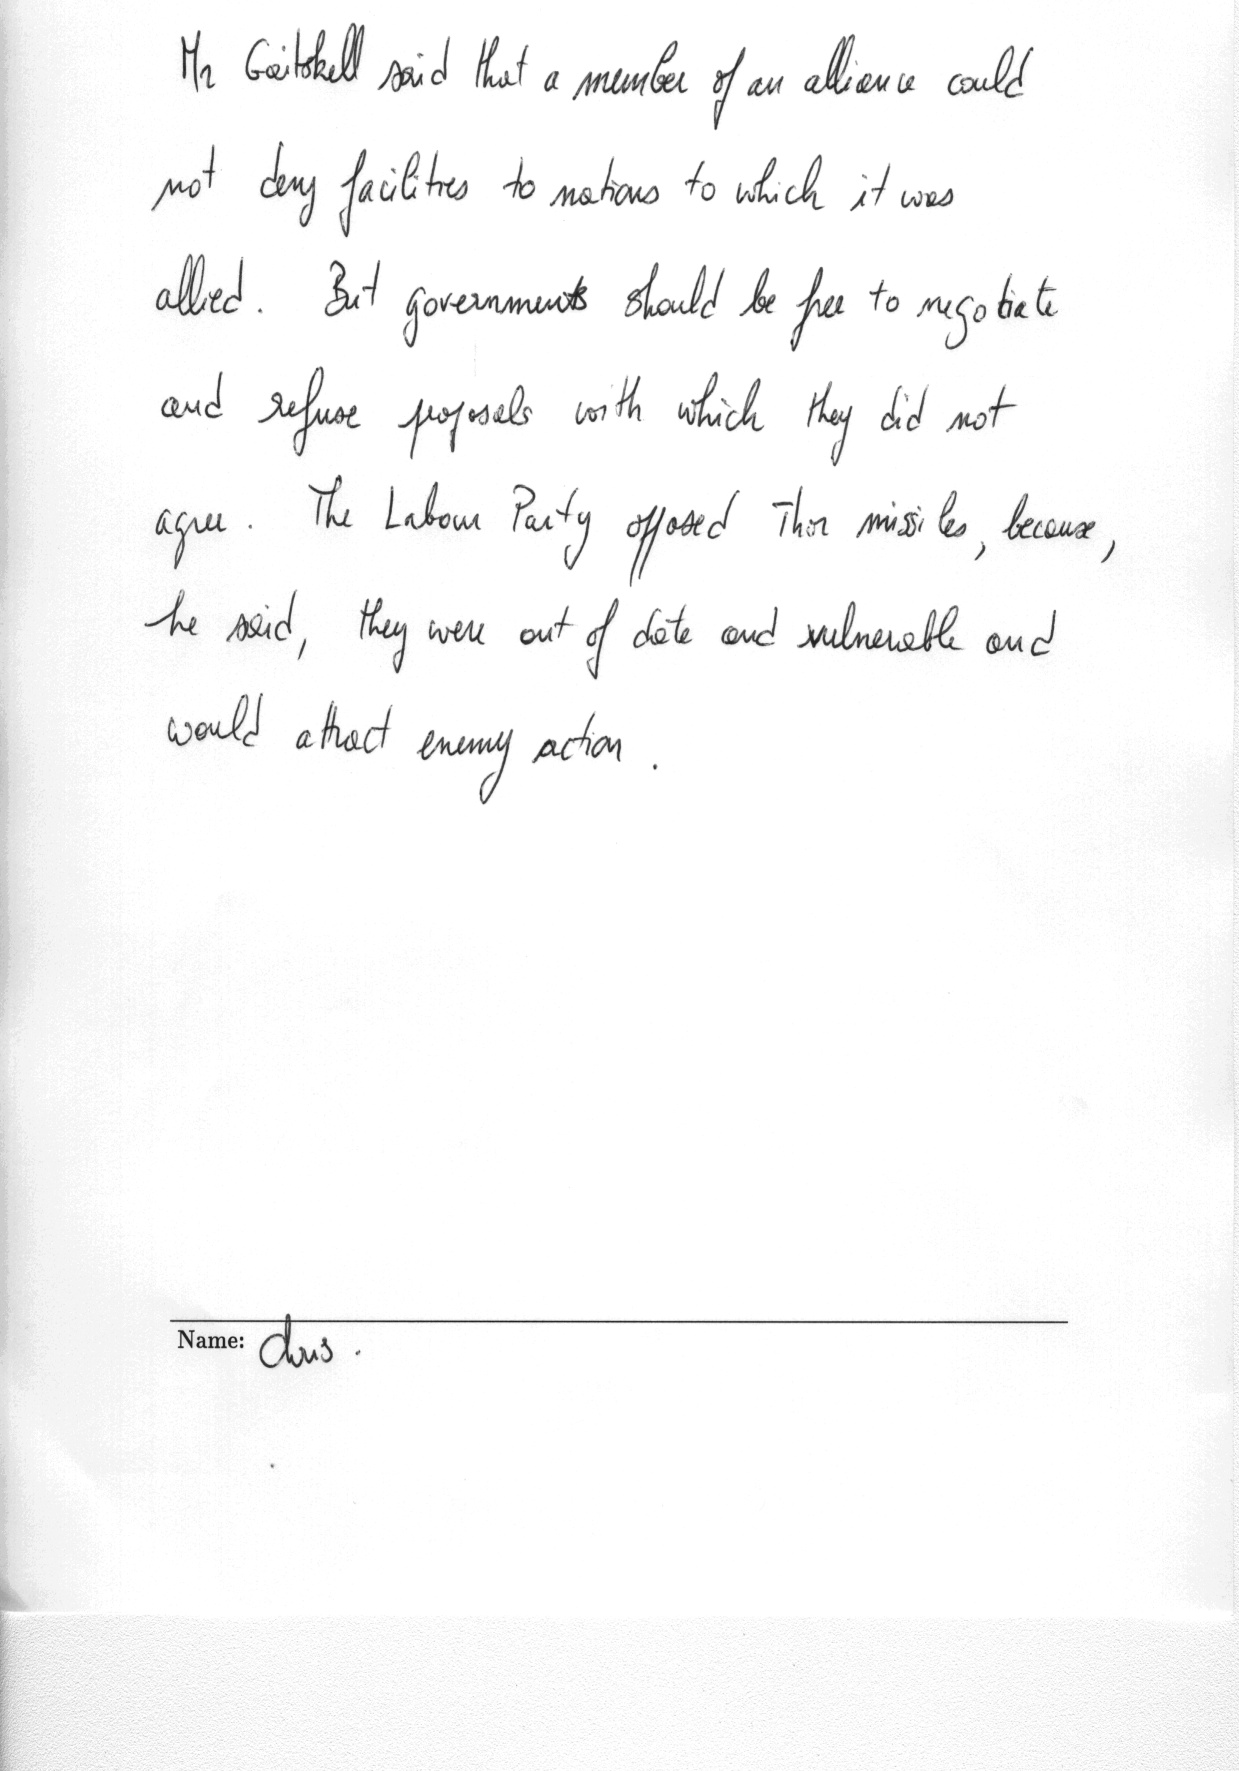 Mr Gaitskell said that a member of an alliance could
not deny facilities to nations to which it was
allied. But governments should be free to negotiate
and refuse proposals with which they did not
agree. The Labour Party opposed Thor missiles, because,
he said, they were out of date and vulnerable and
would attract enemy action.
Name: Chris.